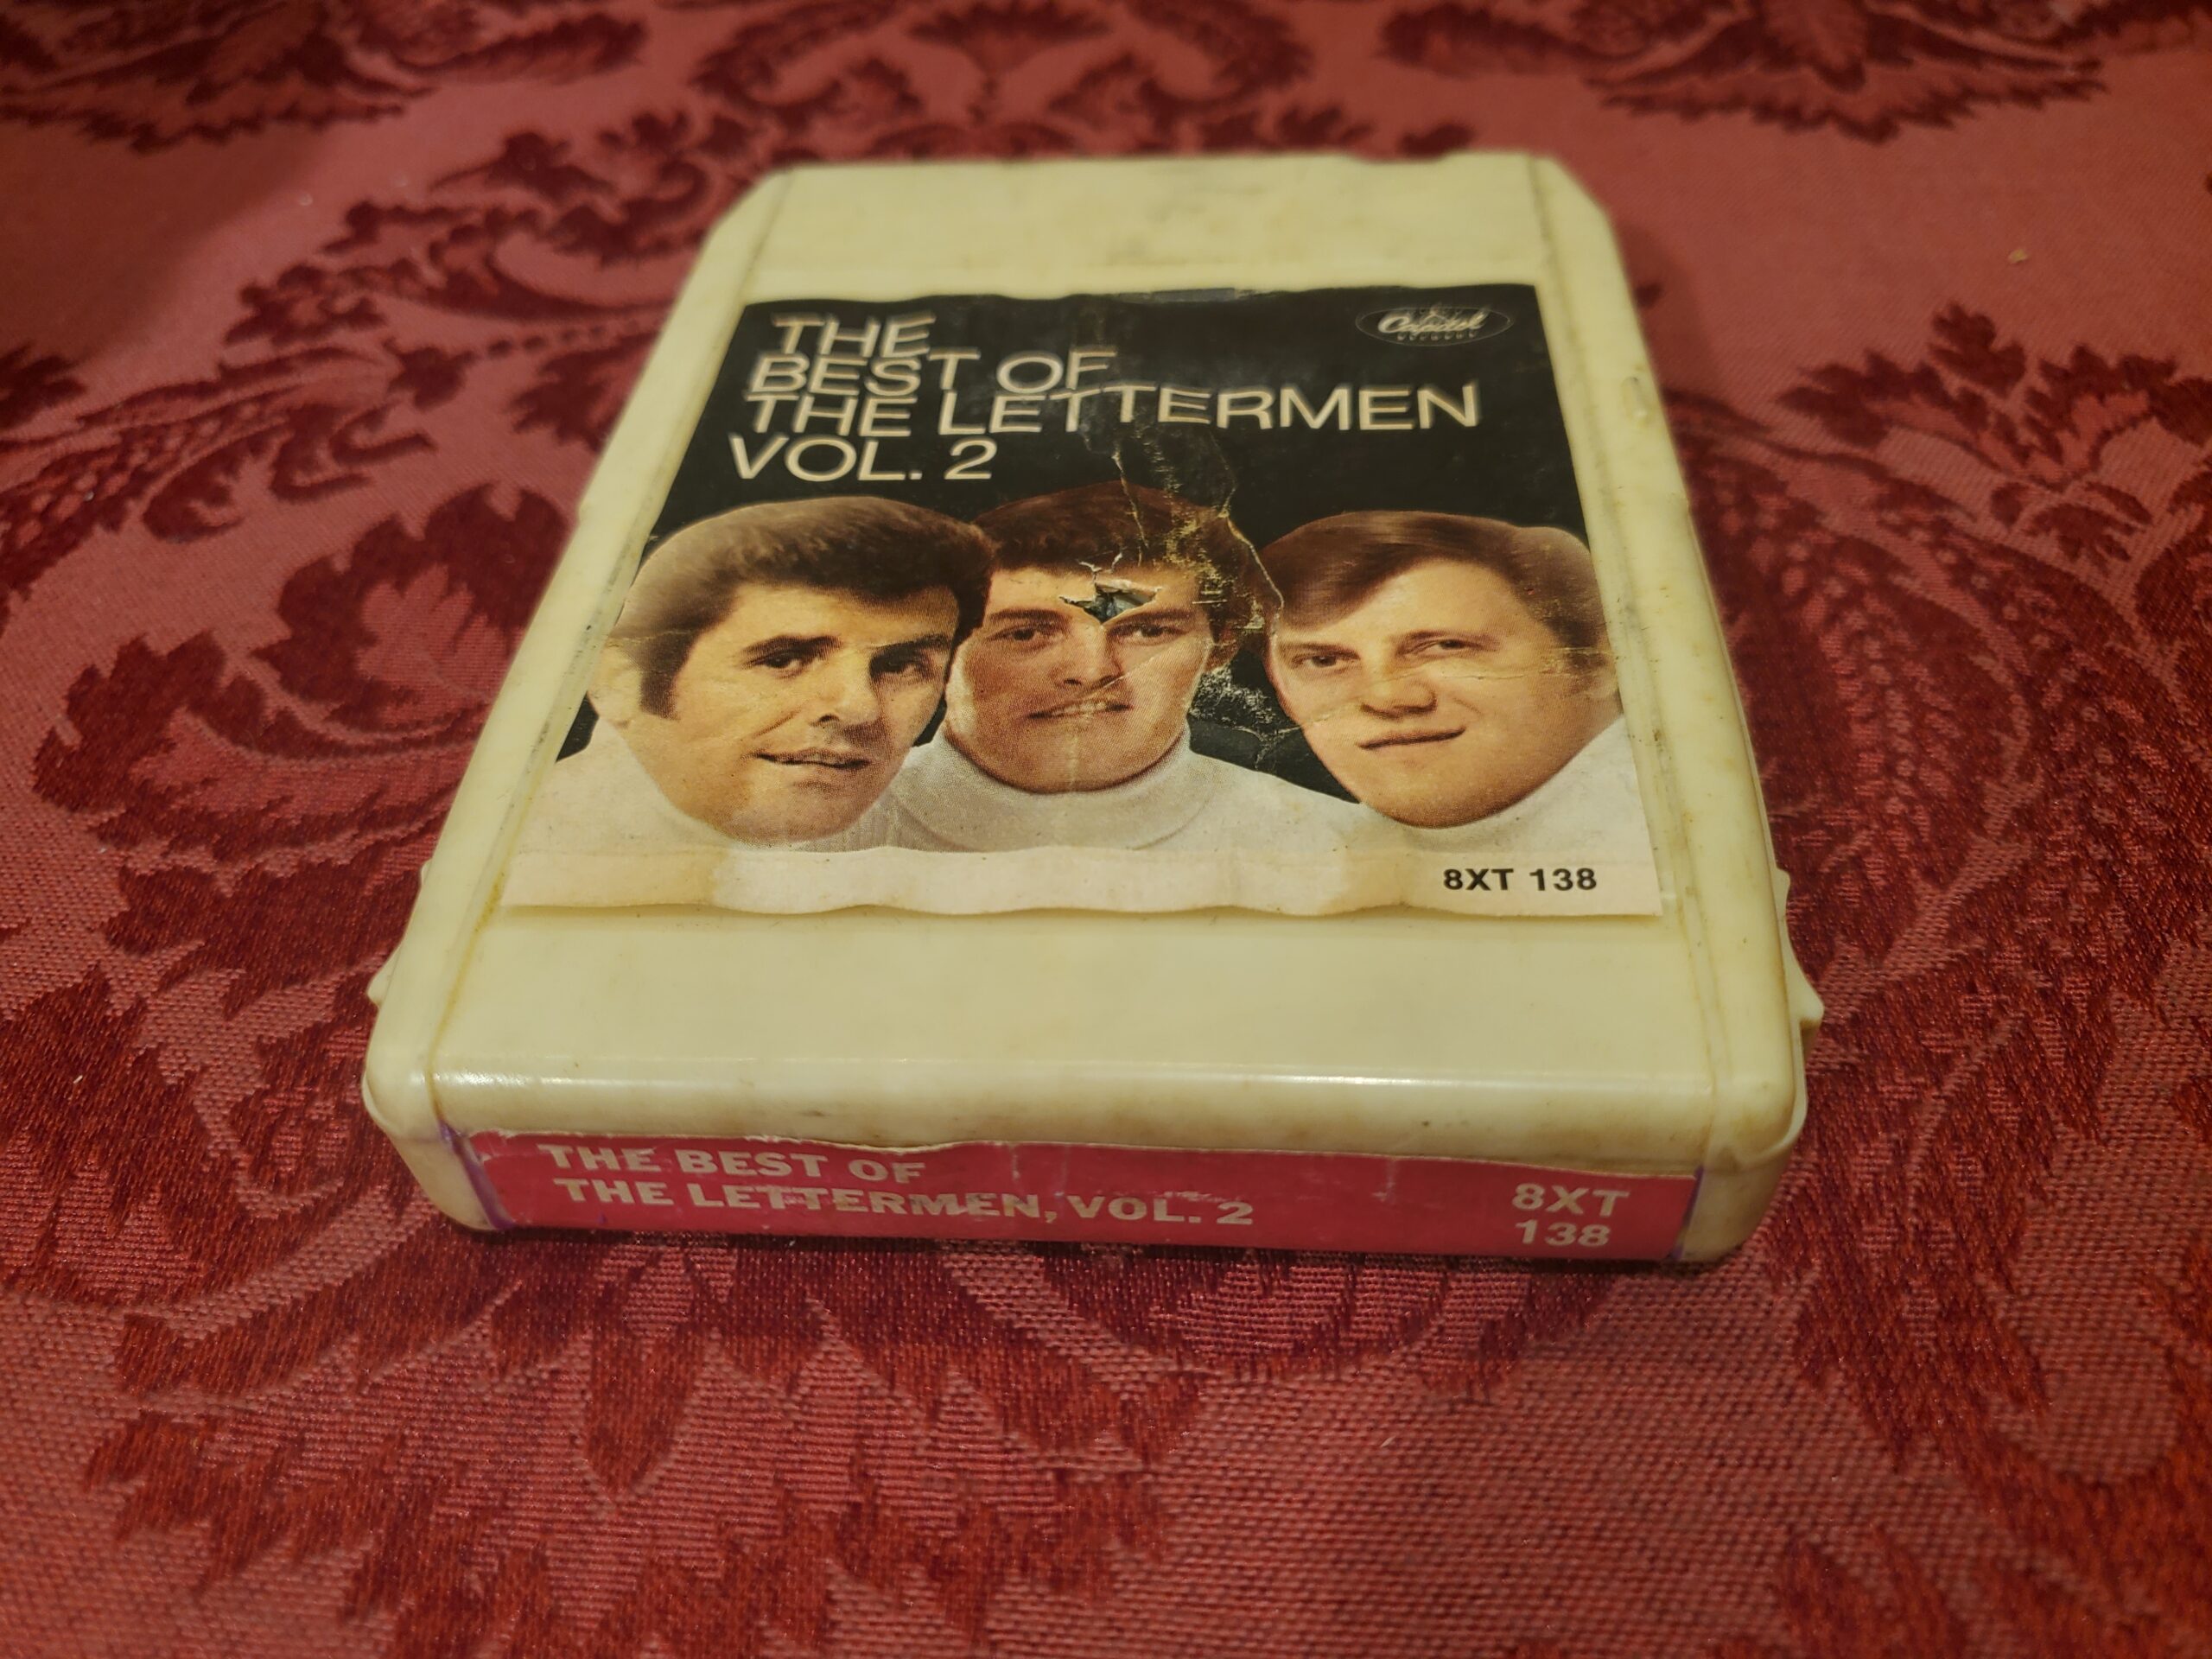 THE
BEST OF
THE LETTERMEN
VOL. 2
Capitol
RECORDS
8XT 138
THE BEST OF
THE LETTERMEN, VOL. 2
8XT
138